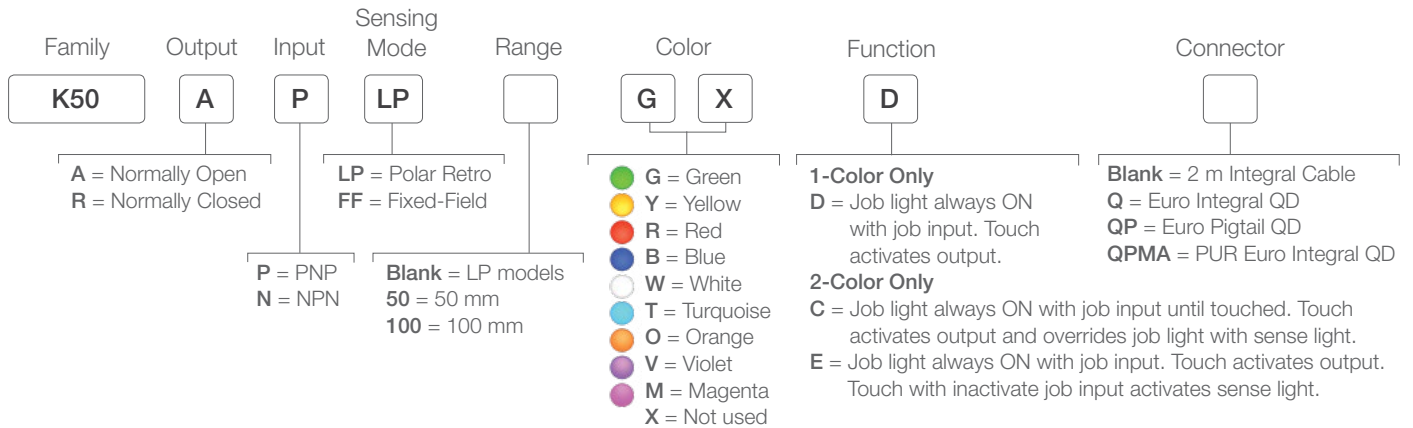 Family Output Input Sensing Mode Range Color Function Connector
K50 A P LP G X D
A = Normally Open
R = Normally Closed
P = PNP
N = NPN
LP = Polar Retro
FF = Fixed-Field
Blank = LP models
50 = 50 mm
100 = 100 mm
G = Green
Y = Yellow
R = Red
B = Blue
W = White
T = Turquoise
O = Orange
V = Violet
M = Magenta
X = Not used
1-Color Only
D = Job light always ON
with job input. Touch
activates output.
2-Color Only
C = Job light always ON with job input until touched. Touch
activates output and overrides job light with sense light.
E = Job light always ON with job input. Touch activates output.
Touch with inactivate job input activates sense light.
Blank = 2 m Integral Cable
Q = Euro Integral QD
QP = Euro Pigtail QD
QPMA = PUR Euro Integral QD